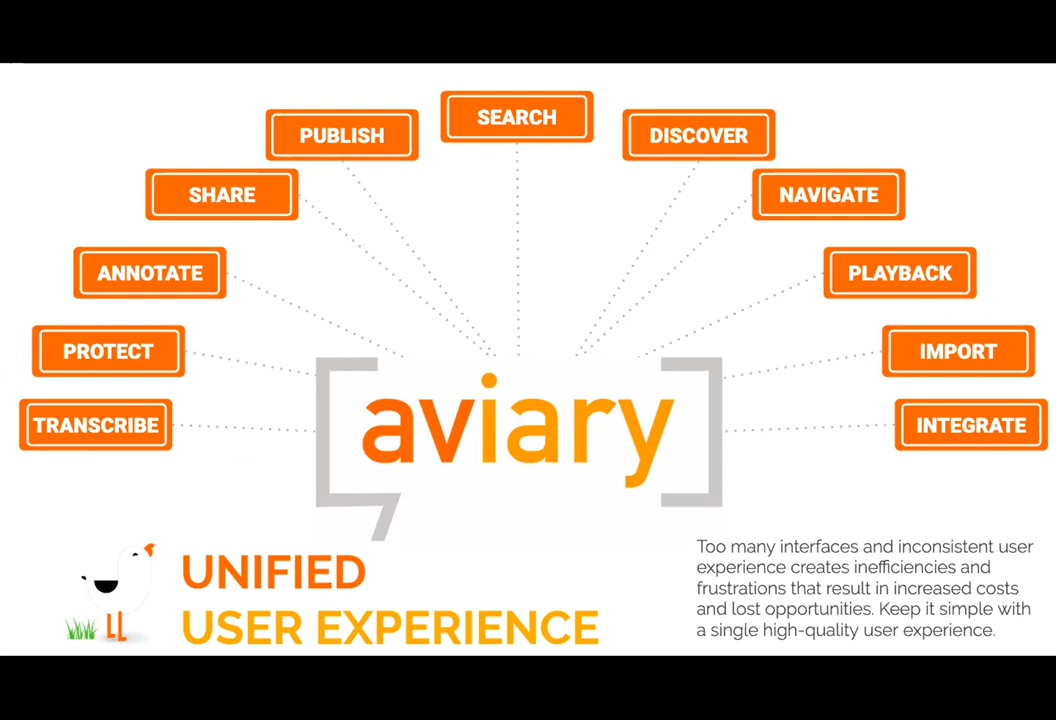 SEARCH
PUBLISH
DISCOVER
SHARE
NAVIGATE
ANNOTATE
PLAYBACK
PROTECT
IMPORT
TRANSCRIBE
INTEGRATE
aviary
UNIFIED
USER EXPERIENCE
Too many interfaces and inconsistent user
experience creates inefficiencies and
frustrations that result in increased costs
and lost opportunities. Keep it simple with
a single high-quality user experience.